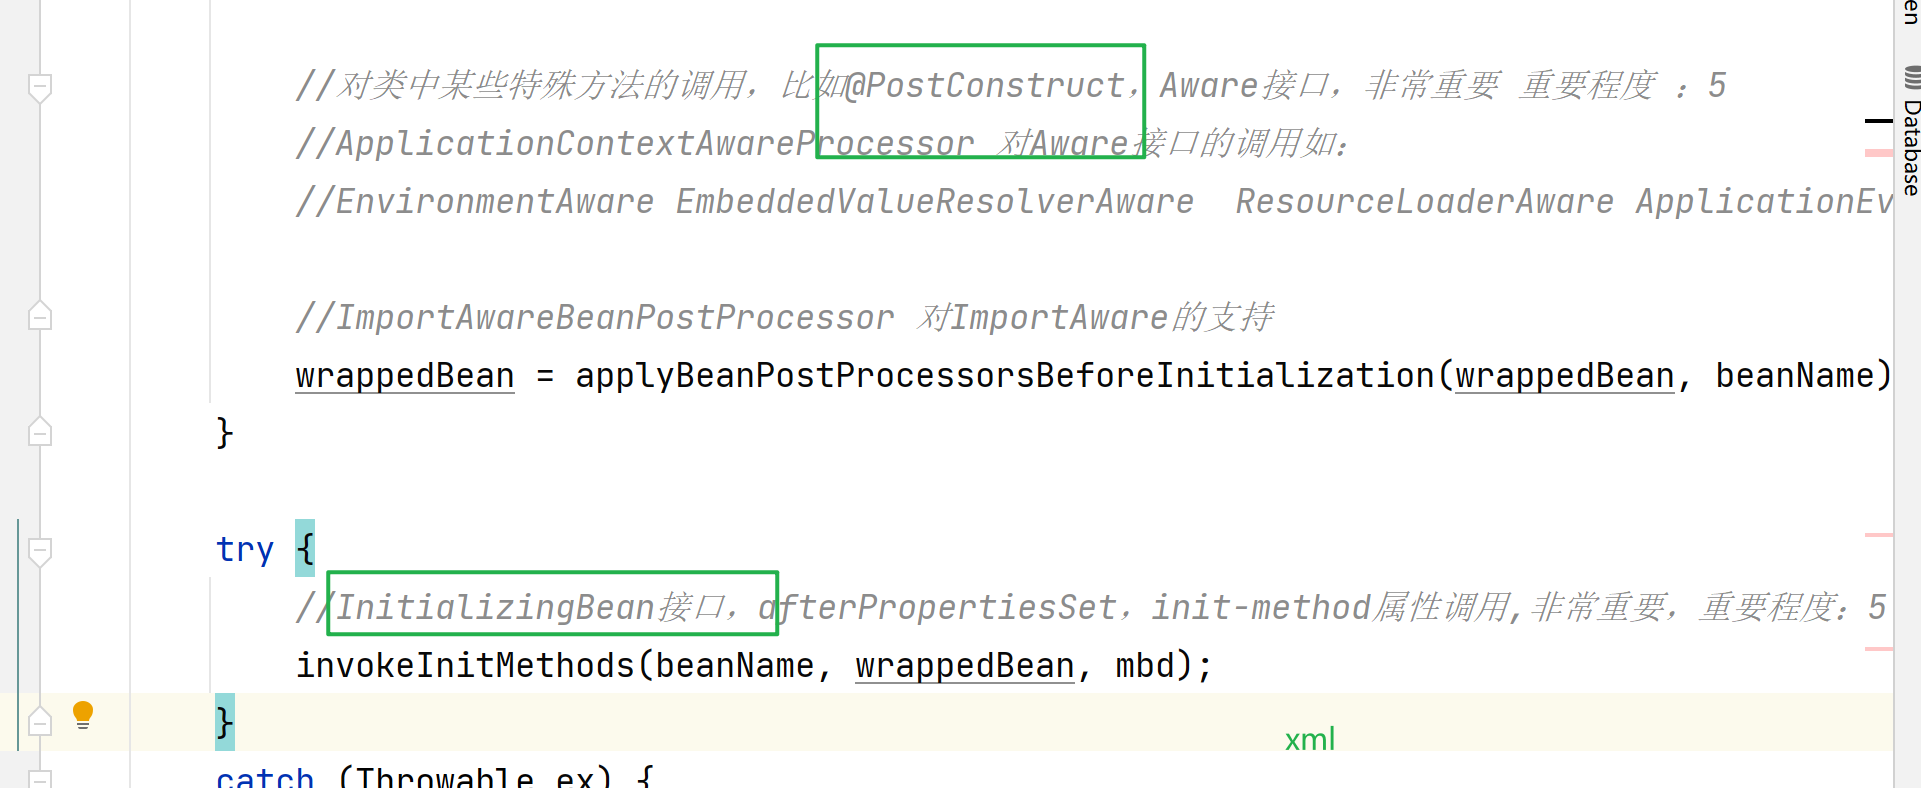 //对类中某些特殊方法的调用，比如@PostConstruct，Aware接口，非常重要 重要程度 ：5
//ApplicationContextAwareProcessor 对Aware接口的调用如：
//EnvironmentAware EmbeddedValueResolverAware  ResourceLoaderAware ApplicationEv
//ImportAwareBeanPostProcessor 对ImportAware的支持
wrappedBean = applyBeanPostProcessorsBeforeInitialization(wrappedBean, beanName)
}
try {
//InitializingBean接口，afterPropertiesSet，init-method属性调用,非常重要，重要程度：5
invokeInitMethods(beanName, wrappedBean, mbd);
}
xml
catch (Throwable ex) {
en
Database